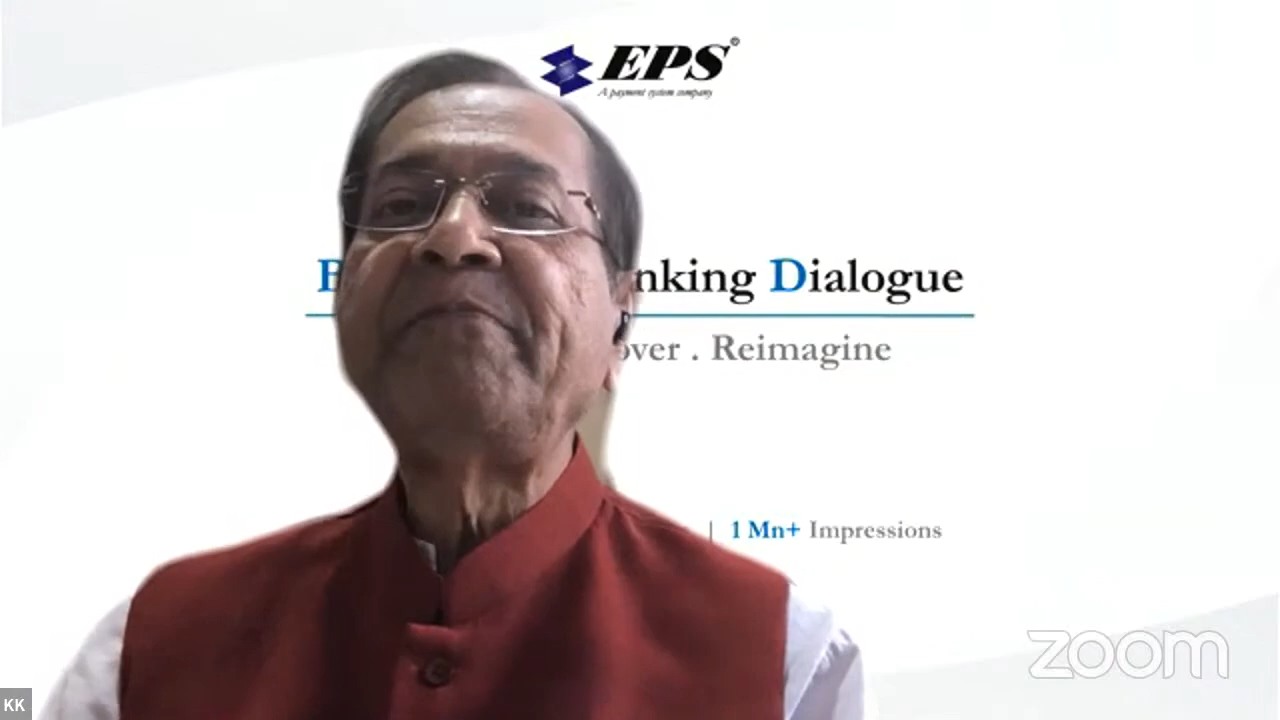 EPS®
A payment system company
nking Dialogue
over . Reimagine
| 1 Mn+ Impressions
zoom
KK